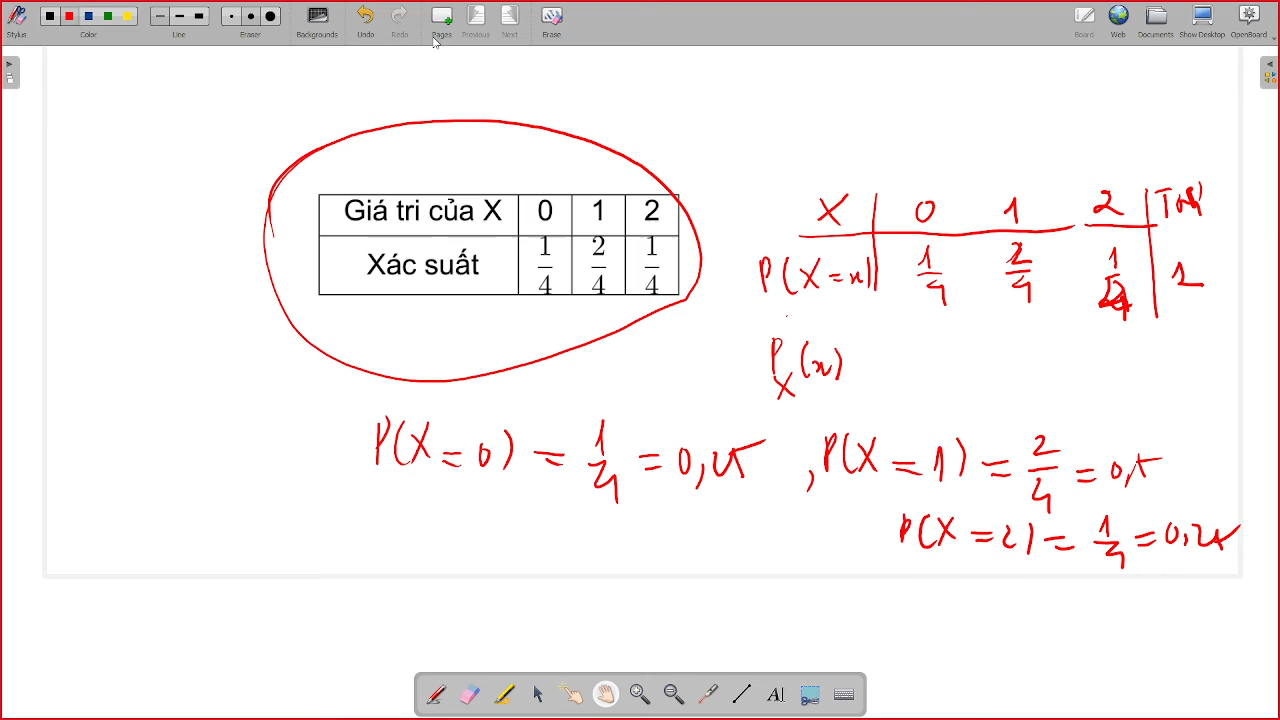 Stylus Color Line Eraser Backgrounds Undo Redo Pages Previous Next Erase Board Web Documents Show Desktop OpenBoard
Giá tri của X 0 1 2
Xác suất 1/4 2/4 1/4
X 0 1 2
P(X=x) 1/4 2/4 1/4 1
P_X(x)
P(X=0) = 1/4 = 0,25 , P(X=1) = 2/4 = 0,5
P(X=2) = 1/4 = 0,25